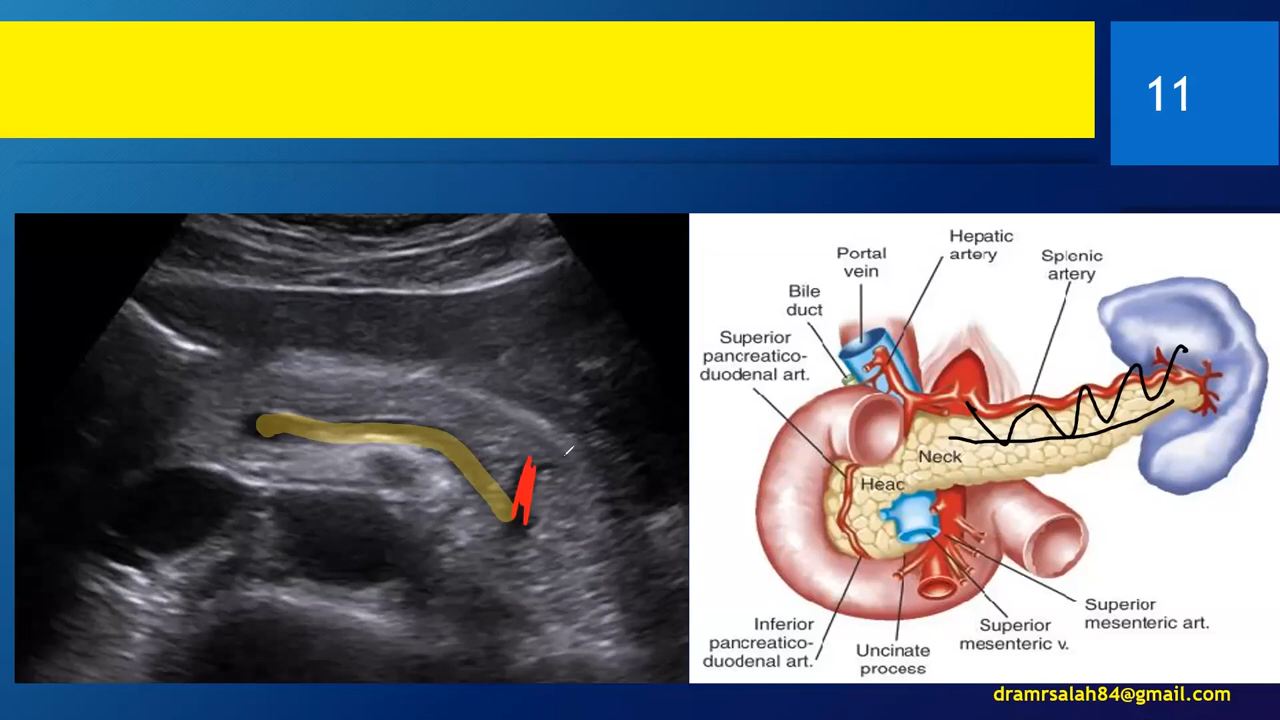 11
Hepatic
artery
Portal
vein
Splenic
artery
Bile
duct
Superior
pancreatico-
duodenal art.
Neck
Head
Superior
mesenteric art.
Inferior
pancreatico-
duodenal art.
Superior
mesenteric v.
Uncinate
process
dramrsalah84@gmail.com